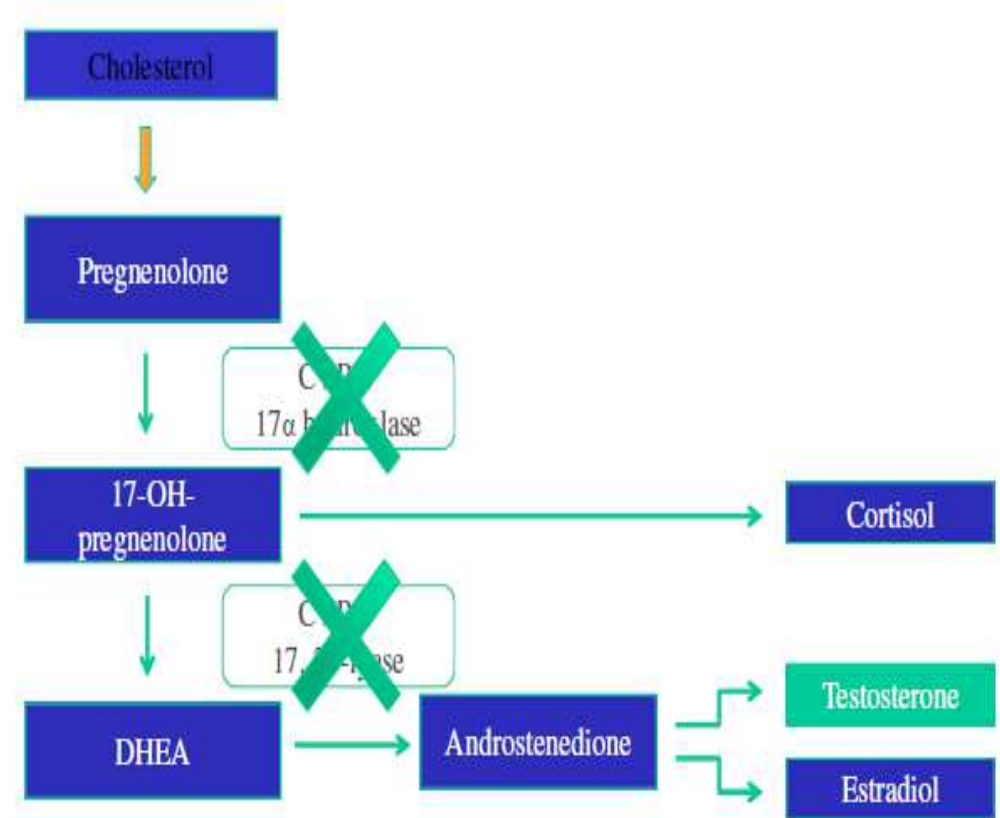 Cholesterol
Pregnenolone
17α
17-OH-
pregnenolone
Cortisol
DHEA
Androstenedione
Testosterone
Estradiol